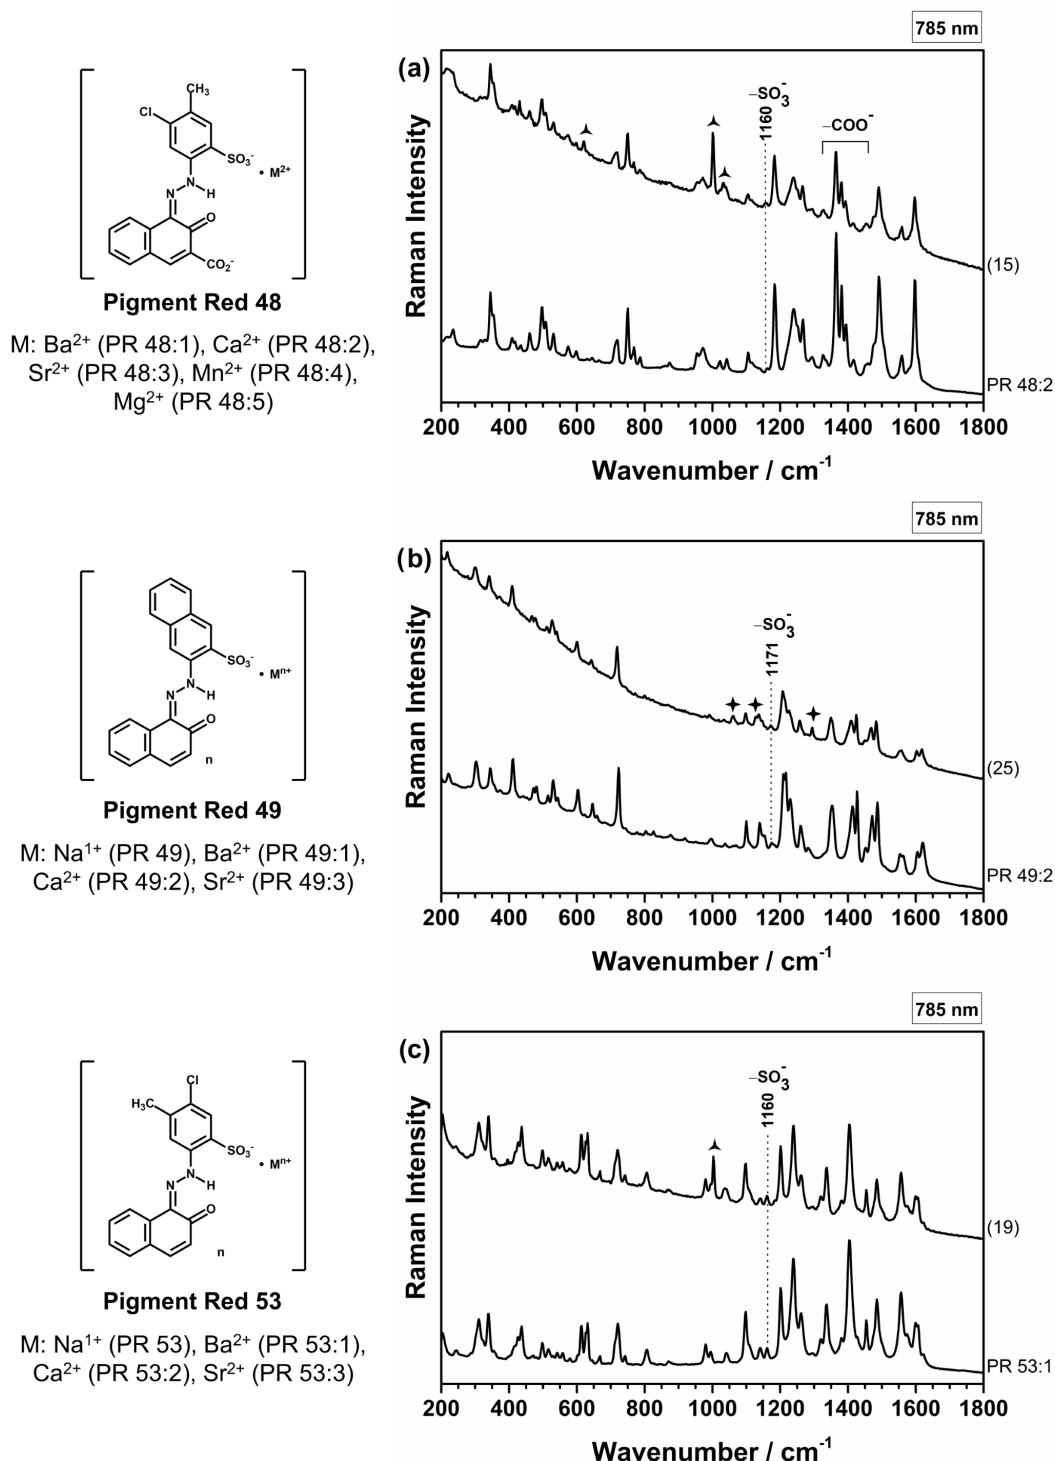 785 nm
(a)
CH₃
Cl
SO₃⁻
• M²⁺
N
N
H
O
CO₂⁻
Pigment Red 48
M: Ba²⁺ (PR 48:1), Ca²⁺ (PR 48:2),
Sr²⁺ (PR 48:3), Mn²⁺ (PR 48:4),
Mg²⁺ (PR 48:5)
Raman Intensity
–SO₃⁻
1160
–COO⁻
(15)
PR 48:2
200 400 600 800 1000 1200 1400 1600 1800
Wavenumber / cm⁻¹
785 nm
(b)
SO₃⁻
• Mⁿ⁺
N
N
H
O
n
Pigment Red 49
M: Na¹⁺ (PR 49), Ba²⁺ (PR 49:1),
Ca²⁺ (PR 49:2), Sr²⁺ (PR 49:3)
Raman Intensity
–SO₃⁻
1171
(25)
PR 49:2
200 400 600 800 1000 1200 1400 1600 1800
Wavenumber / cm⁻¹
785 nm
(c)
Cl
H₃C
SO₃⁻
• Mⁿ⁺
N
N
H
O
n
Pigment Red 53
M: Na¹⁺ (PR 53), Ba²⁺ (PR 53:1),
Ca²⁺ (PR 53:2), Sr²⁺ (PR 53:3)
Raman Intensity
–SO₃⁻
1160
(19)
PR 53:1
200 400 600 800 1000 1200 1400 1600 1800
Wavenumber / cm⁻¹